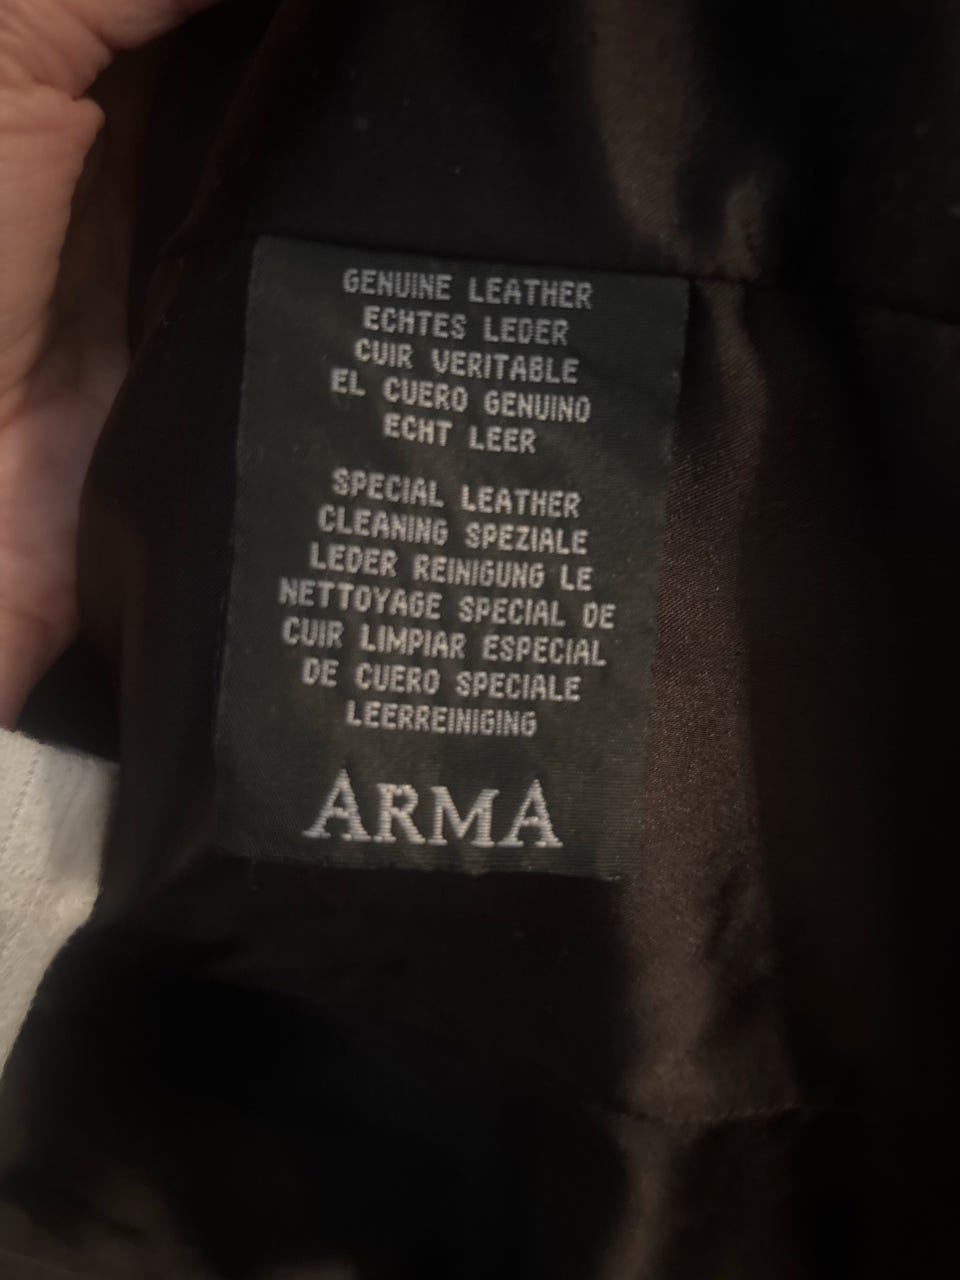 GENUINE LEATHER
ECHTES LEDER
CUIR VERITABLE
EL CUERO GENUINO
ECHT LEER
SPECIAL LEATHER
CLEANING SPEZIALE
LEDER REINIGUNG LE
NETTOYAGE SPECIAL DE
CUIR LIMPIAR ESPECIAL
DE CUERO SPECIALE
LEERREINIGING
ARMA